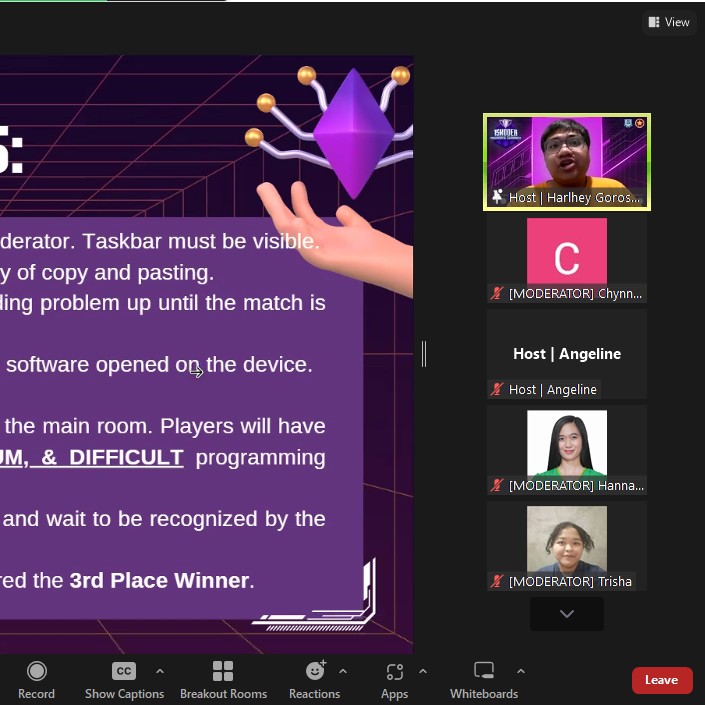 View
S:
derator. Taskbar must be visible.
y of copy and pasting.
ding problem up until the match is
software opened on the device.
the main room. Players will have
UM, & DIFFICULT programming
and wait to be recognized by the
red the 3rd Place Winner.
Host | Harlhey Goros...
C
[MODERATOR] Chynn...
Host | Angeline
Host | Angeline
[MODERATOR] Hanna...
[MODERATOR] Trisha
Record
CC
Show Captions
Breakout Rooms
Reactions
Apps
Whiteboards
Leave